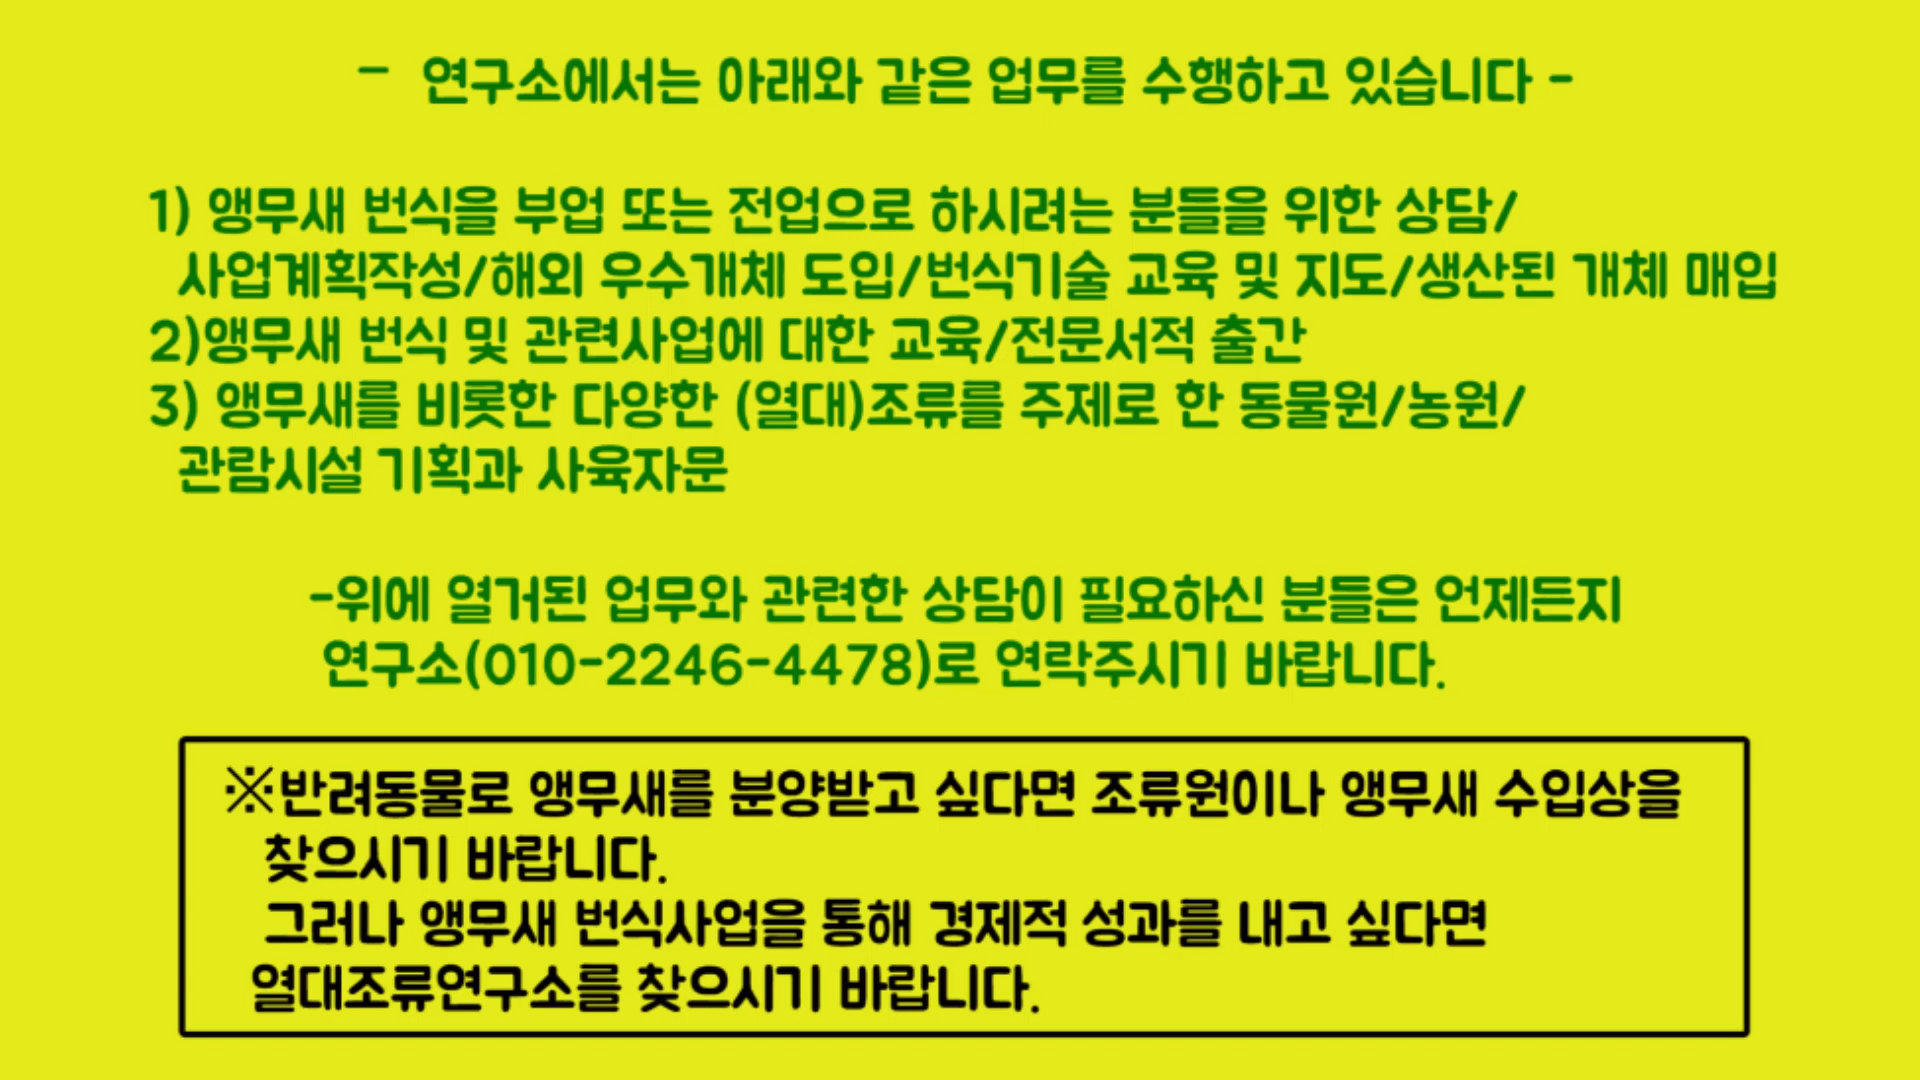 - 연구소에서는 아래와 같은 업무를 수행하고 있습니다 -
1) 앵무새 번식을 부업 또는 전업으로 하시려는 분들을 위한 상담/
사업계획작성/해외 우수개체 도입/번식기술 교육 및 지도/생산된 개체 매입
2)앵무새 번식 및 관련사업에 대한 교육/전문서적 출간
3) 앵무새를 비롯한 다양한 (열대)조류를 주제로 한 동물원/농원/
관람시설 기획과 사육자문
-위에 열거된 업무와 관련한 상담이 필요하신 분들은 언제든지
연구소(010-2246-4478)로 연락주시기 바랍니다.
※반려동물로 앵무새를 분양받고 싶다면 조류원이나 앵무새 수입상을
찾으시기 바랍니다.
그러나 앵무새 번식사업을 통해 경제적 성과를 내고 싶다면
열대조류연구소를 찾으시기 바랍니다.